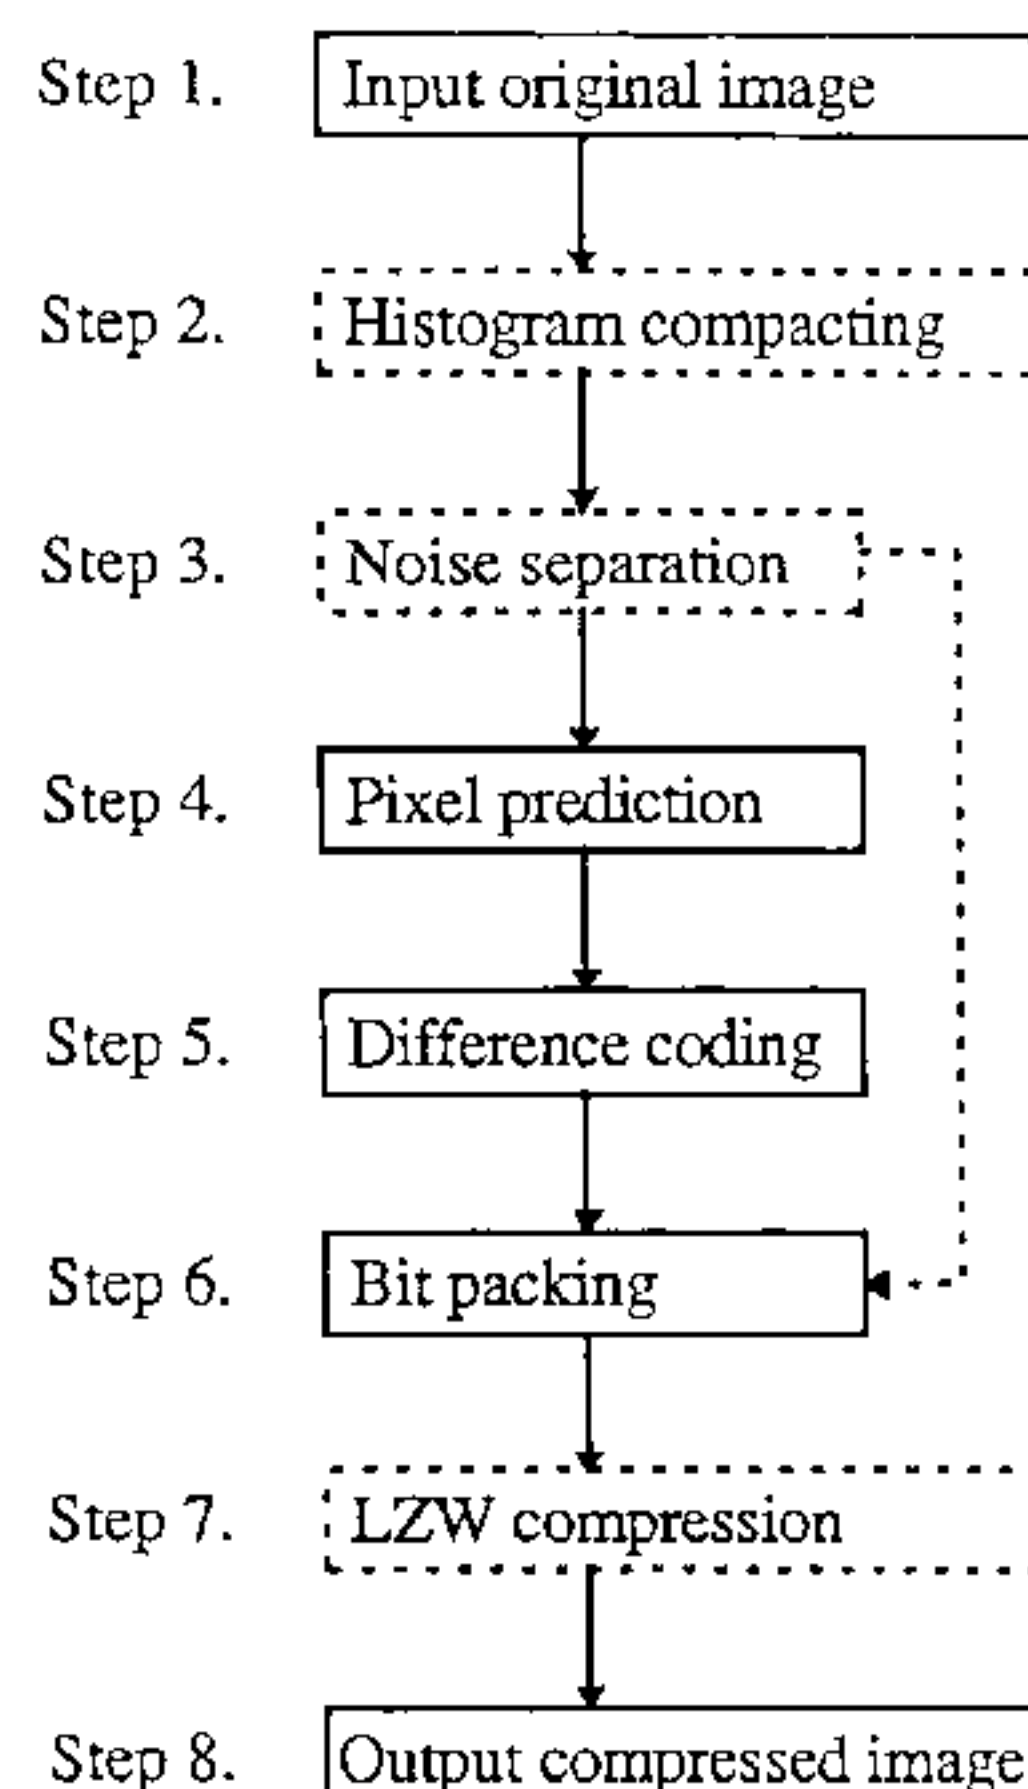 Step 1. Input original image
Step 2. Histogram compacting
Step 3. Noise separation
Step 4. Pixel prediction
Step 5. Difference coding
Step 6. Bit packing
Step 7. LZW compression
Step 8. Output compressed image